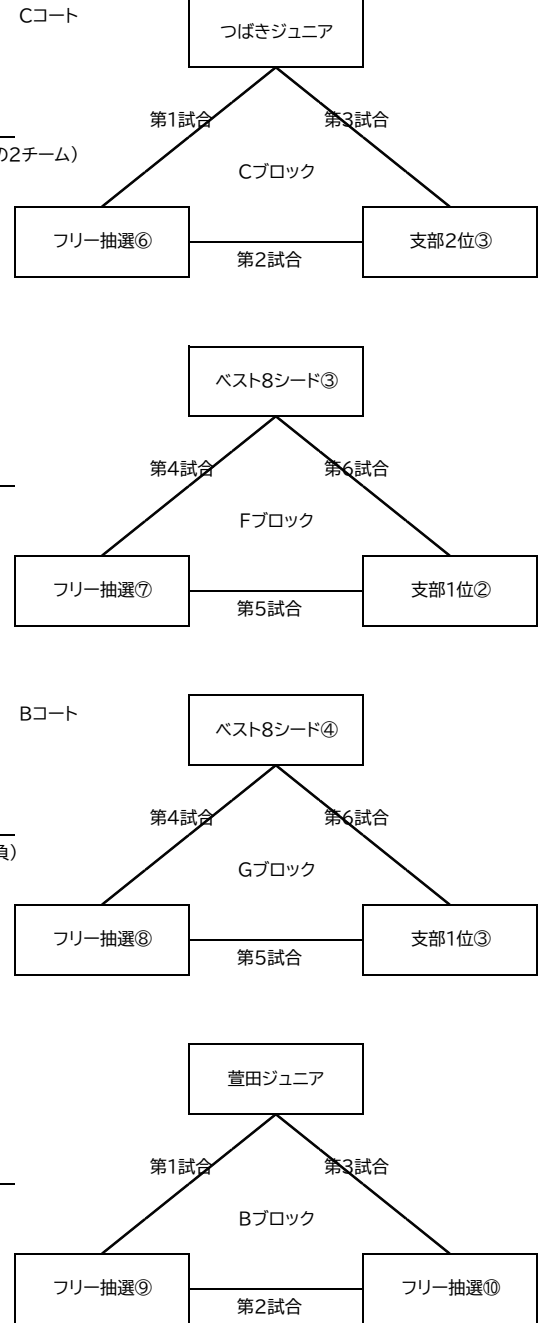 Cコート
つばきジュニア
第1試合
第3試合
の2チーム)
Cブロック
フリー抽選⑥
支部2位③
第2試合
ベスト8シード③
第4試合
第6試合
Fブロック
フリー抽選⑦
支部1位②
第5試合
Bコート
ベスト8シード④
第4試合
第6試合
負)
Gブロック
フリー抽選⑧
支部1位③
第5試合
萱田ジュニア
第1試合
第3試合
Bブロック
フリー抽選⑨
フリー抽選⑩
第2試合